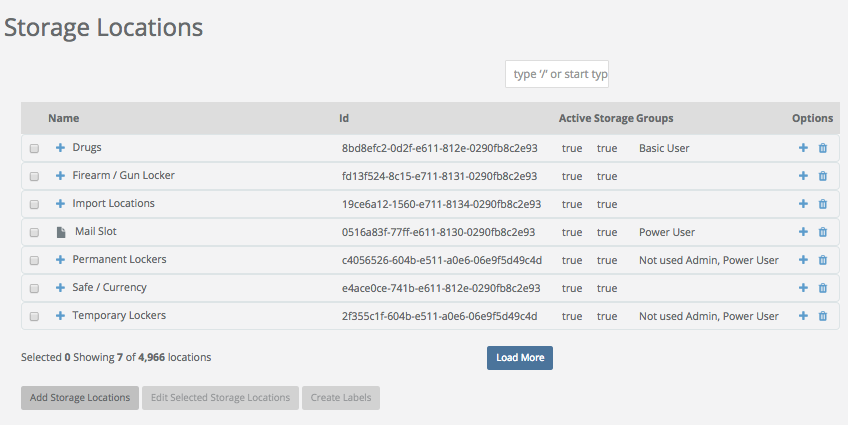 Storage Locations
type '/' or start typ
Name Id Active Storage Groups Options
Drugs 8bd8efc2-0d2f-e611-812e-0290fb8c2e93 true true Basic User
Firearm / Gun Locker fd13f524-8c15-e711-8131-0290fb8c2e93 true true
Import Locations 19ce6a12-1560-e711-8134-0290fb8c2e93 true true
Mail Slot 0516a83f-77ff-e611-8130-0290fb8c2e93 true true Power User
Permanent Lockers c4056526-604b-e511-a0e6-06e9f5d49c4d true true Not used Admin, Power User
Safe / Currency e4ace0ce-741b-e611-812e-0290fb8c2e93 true true
Temporary Lockers 2f355c1f-604b-e511-a0e6-06e9f5d49c4d true true Not used Admin, Power User
Selected 0 Showing 7 of 4,966 locations Load More
Add Storage Locations Edit Selected Storage Locations Create Labels